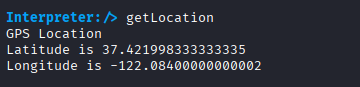 Interpreter:/> getLocation
GPS Location
Latitude is 37.421998333333335
Longitude is -122.08400000000002